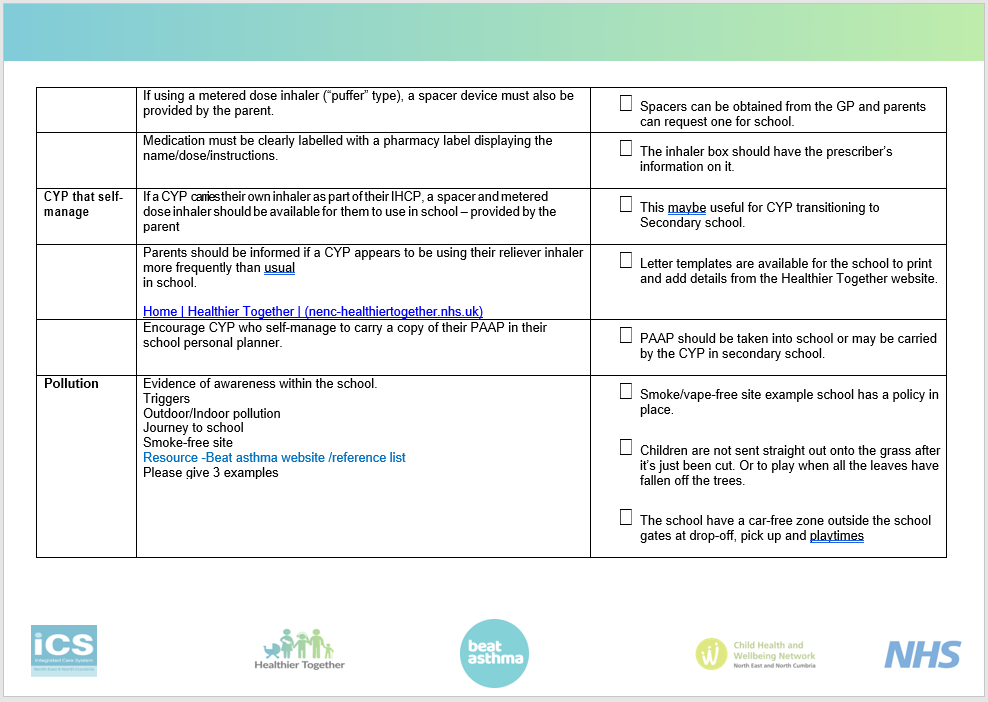 If using a metered dose inhaler (“puffer” type), a spacer device must also be
provided by the parent.
Spacers can be obtained from the GP and parents
can request one for school.
Medication must be clearly labelled with a pharmacy label displaying the
name/dose/instructions.
The inhaler box should have the prescriber’s
information on it.
CYP that self-
manage
If a CYP carries their own inhaler as part of their IHCP, a spacer and metered
dose inhaler should be available for them to use in school – provided by the
parent
This maybe useful for CYP transitioning to
Secondary school.
Parents should be informed if a CYP appears to be using their reliever inhaler
more frequently than usual
in school.
Home | Healthier Together | (nenc-healthiertogether.nhs.uk)
Letter templates are available for the school to print
and add details from the Healthier Together website.
Encourage CYP who self-manage to carry a copy of their PAAP in their
school personal planner.
PAAP should be taken into school or may be carried
by the CYP in secondary school.
Pollution
Evidence of awareness within the school.
Triggers
Outdoor/Indoor pollution
Journey to school
Smoke-free site
Resource -Beat asthma website /reference list
Please give 3 examples
Smoke/vape-free site example school has a policy in
place.
Children are not sent straight out onto the grass after
it’s just been cut. Or to play when all the leaves have
fallen off the trees.
The school have a car-free zone outside the school
gates at drop-off, pick up and playtimes
ics
Integrated Care System
Healthier Together
beat
asthma
Child Health and
Wellbeing Network
North East and North Cumbria
NHS